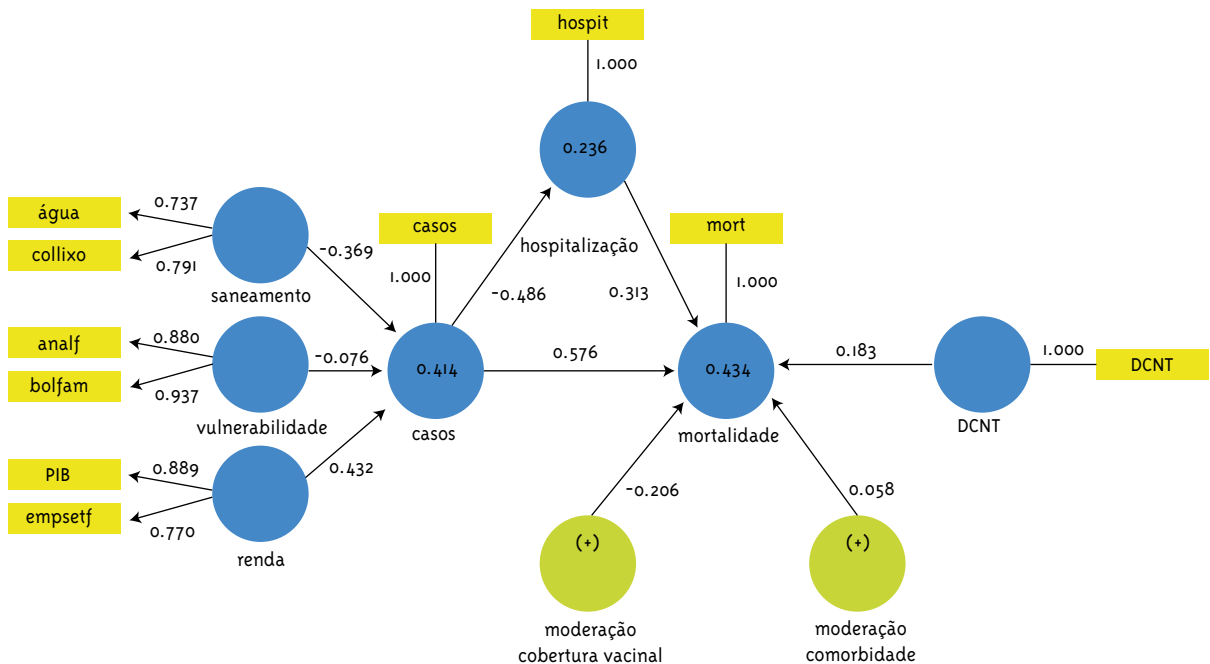 hospit
1.000
0.236
água
0.737
collixo
0.791
saneamento
-0.369
casos
1.000
hospitalização
-0.486
0.313
mort
1.000
analf
0.880
bolfam
0.937
vulnerabilidade
-0.076
0.414
casos
0.576
0.434
mortalidade
0.183
DCNT
1.000
DCNT
PIB
0.889
empsetf
0.770
renda
0.432
-0.206
0.058
(+)
moderação
cobertura vacinal
(+)
moderação
comorbidade